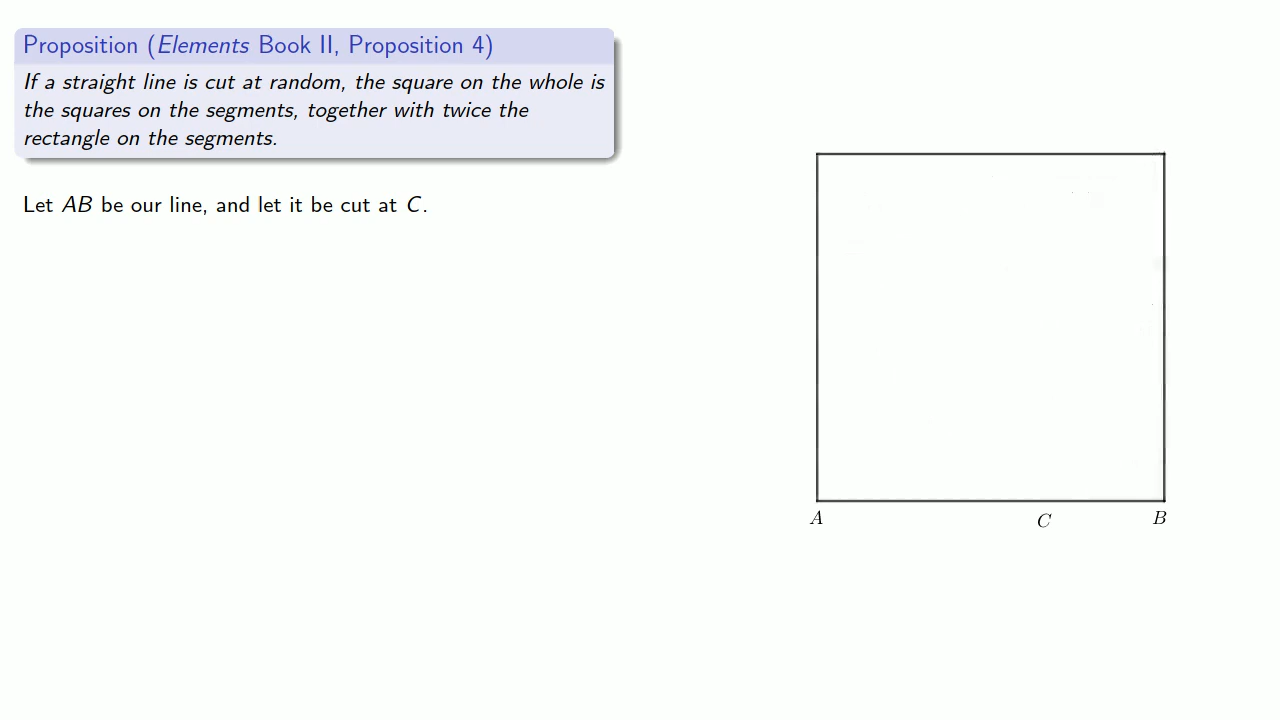 Proposition (Elements Book II, Proposition 4)
If a straight line is cut at random, the square on the whole is
the squares on the segments, together with twice the
rectangle on the segments.
Let AB be our line, and let it be cut at C.
A C B